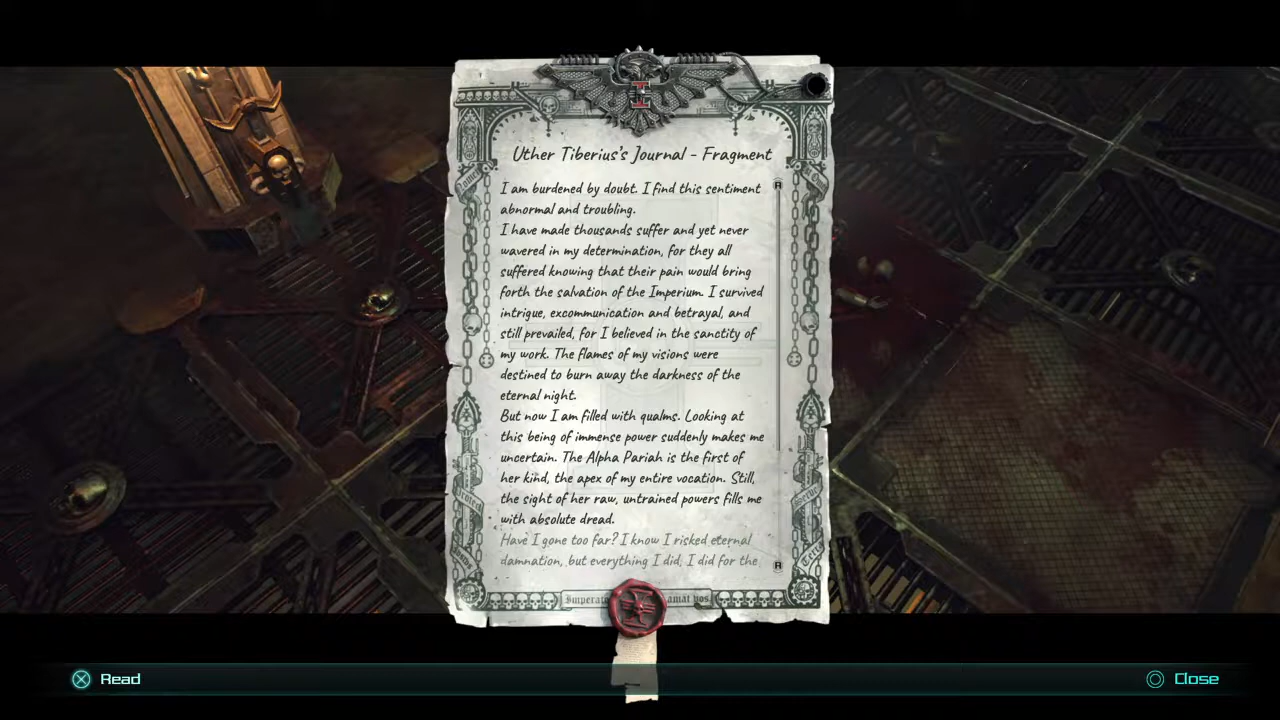 Uther Tiberius's Journal - Fragment
I am burdened by doubt. I find this sentiment
abnormal and troubling.
I have made thousands suffer and yet never
wavered in my determination, for they all
suffered knowing that their pain would bring
forth the salvation of the Imperium. I survived
intrigue, excommunication and betrayal, and
still prevailed, for I believed in the sanctity of
my work. The flames of my visions were
destined to burn away the darkness of the
eternal night.
But now I am filled with qualms. Looking at
this being of immense power suddenly makes me
uncertain. The Alpha Pariah is the first of
her kind, the apex of my entire vocation. Still,
the sight of her raw, untrained powers fills me
with absolute dread.
Have I gone too far? I know I risked eternal
damnation, but everything I did, I did for the
R
R
amat vos
Read
Close